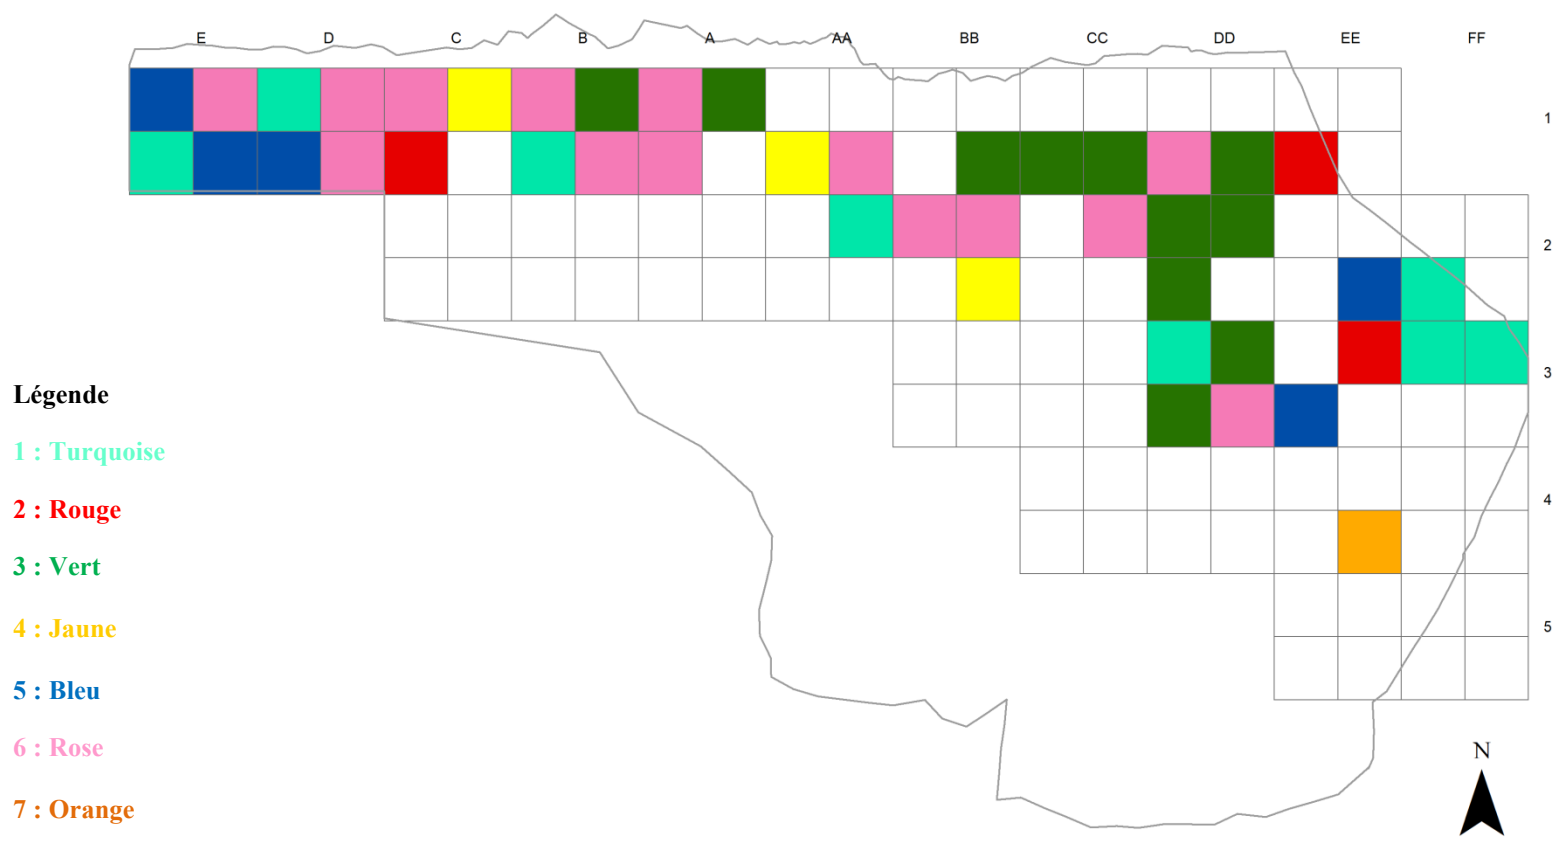 E D C B A AA BB CC DD EE FF
1
2
3
Légende
1 : Turquoise
2 : Rouge
4
3 : Vert
5
4 : Jaune
5 : Bleu
6 : Rose
N
7 : Orange